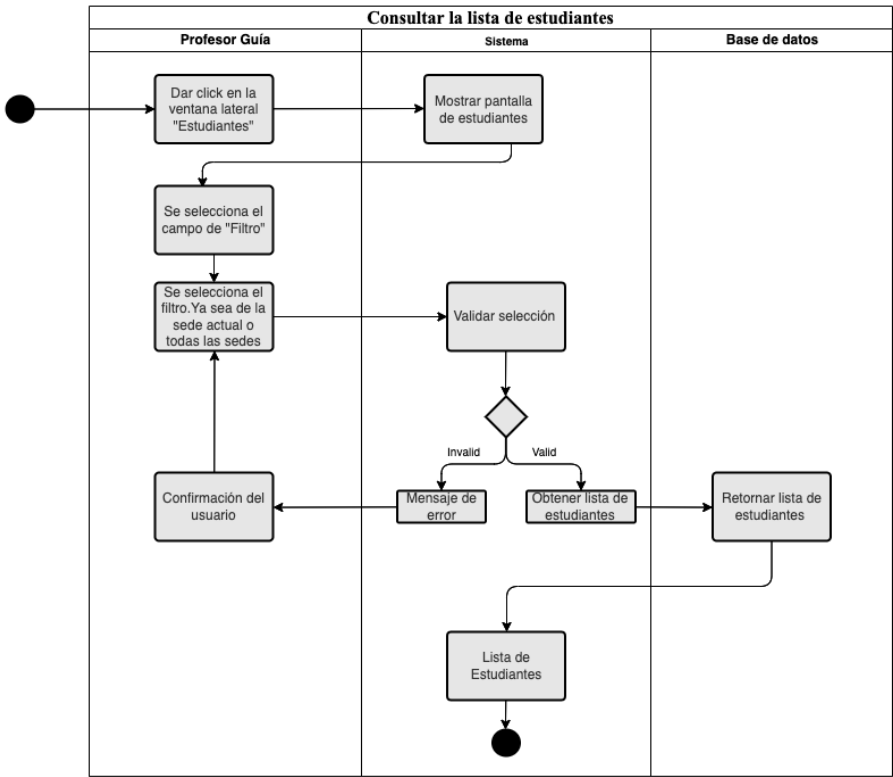 Consultar la lista de estudiantes
Profesor Guía
Sistema
Base de datos
Dar click en la
ventana lateral
"Estudiantes"
Mostrar pantalla
de estudiantes
Se selecciona el
campo de "Filtro"
Se selecciona el
filtro.Ya sea de la
sede actual o
todas las sedes
Validar selección
Invalid
Valid
Confirmación del
usuario
Mensaje de
error
Obtener lista de
estudiantes
Retornar lista de
estudiantes
Lista de
Estudiantes